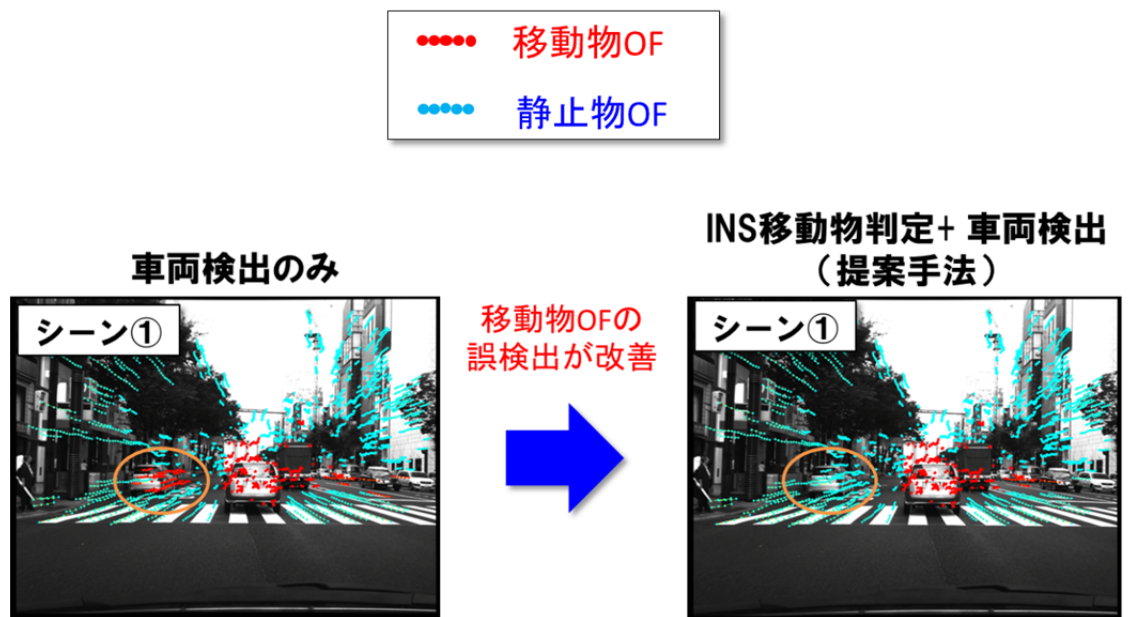 移動物OF
静止物OF
車両検出のみ
シーン①
移動物OFの
誤検出が改善
INS移動物判定+ 車両検出
（提案手法）
シーン①